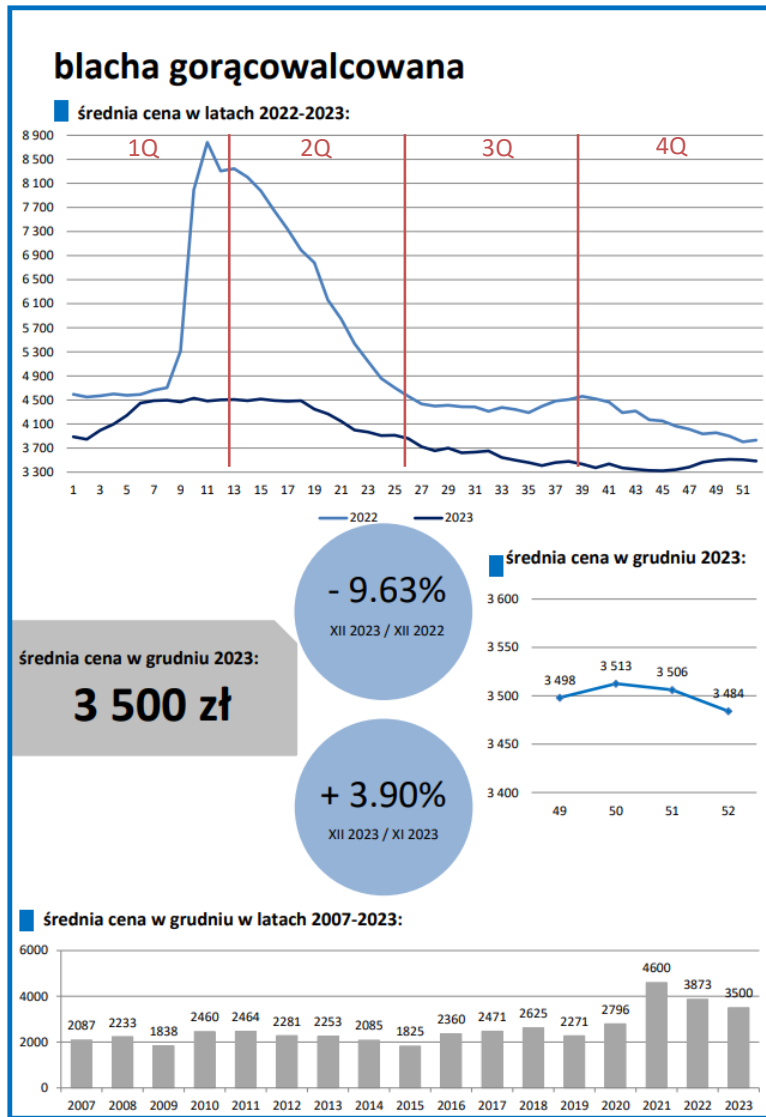 blacha gorącowalcowana
średnia cena w latach 2022-2023:
8 900
8 500
8 100
7 700
7 300
6 900
6 500
6 100
5 700
5 300
4 900
4 500
4 100
3 700
3 300
1Q 2Q 3Q 4Q
1 3 5 7 9 11 13 15 17 19 21 23 25 27 29 31 33 35 37 39 41 43 45 47 49 51
2022 2023
- 9.63%
XII 2023 / XII 2022
średnia cena w grudniu 2023:
3 500 zł
+ 3.90%
XII 2023 / XI 2023
średnia cena w grudniu 2023:
3 600
3 550
3 500
3 450
3 400
3 498 3 513 3 506 3 484
49 50 51 52
średnia cena w grudniu w latach 2007-2023:
6000
4000
2000
0
2087 2233 1838 2460 2464 2281 2253 2085 1825 2360 2471 2625 2271 2796 4600 3873 3500
2007 2008 2009 2010 2011 2012 2013 2014 2015 2016 2017 2018 2019 2020 2021 2022 2023